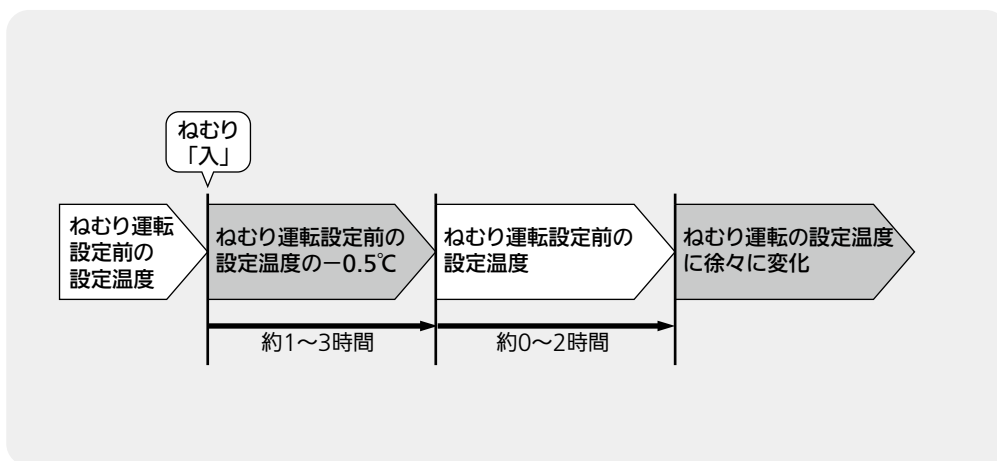 ねむり
「入」
ねむり運転
設定前の
設定温度
ねむり運転設定前の
設定温度の－0.5℃
ねむり運転設定前の
設定温度
ねむり運転の設定温度
に徐々に変化
約1～3時間
約0～2時間